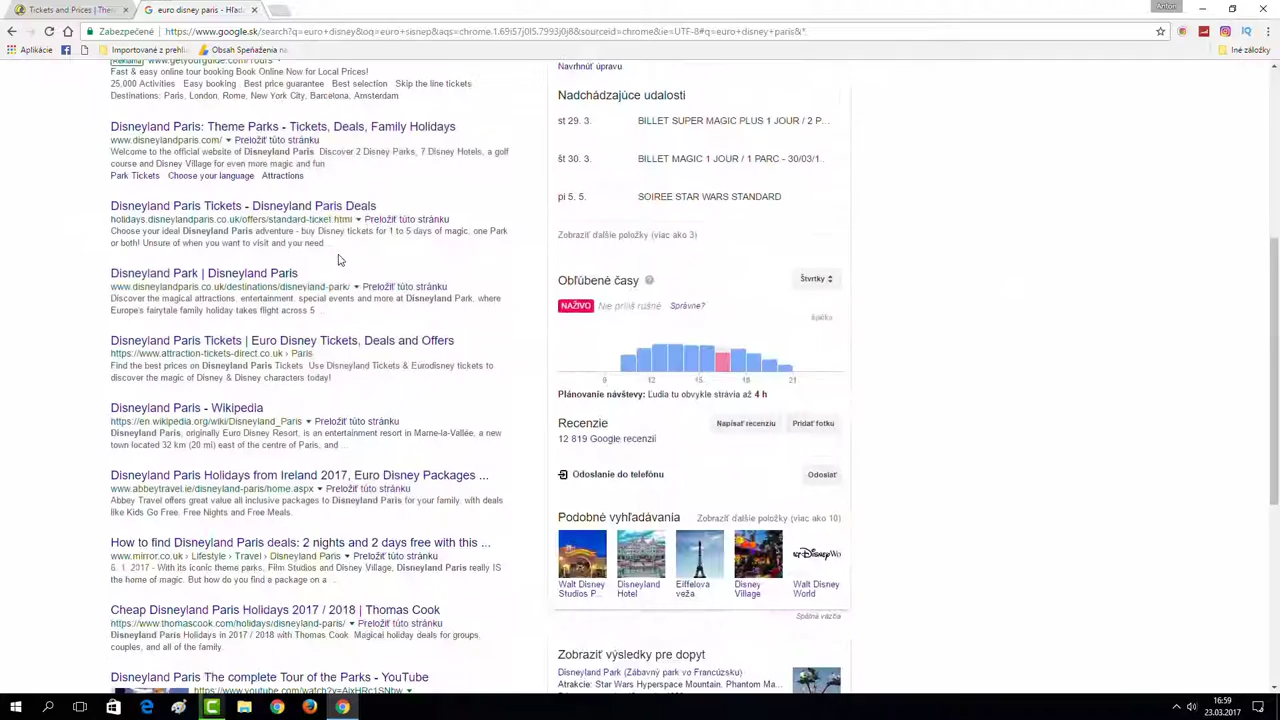 Tickets and Prices | The
euro disney paris - Hľad
Anton
Zabezpečené
Aplikácie
Importované z prehli
Obsah Speňaženia na
Iné záložky
Reklama
www.getyourguide.com/Tours
Fast & easy online tour booking Book Online Now for Local Prices!
25,000 Activities Easy booking Best price guarantee Best selection Skip the line tickets
Destinations: Paris, London, Rome, New York City, Barcelona, Amsterdam
Disneyland Paris: Theme Parks - Tickets, Deals, Family Holidays
www.disneylandparis.com/ Preložiť túto stránku
Welcome to the official website of Disneyland Paris. Discover 2 Disney Parks, 7 Disney Hotels, a golf
course and Disney Village for even more magic and fun
Park Tickets Choose your language Attractions
Disneyland Paris Tickets - Disneyland Paris Deals
holidays.disneylandparis.co.uk/offers/standard-ticket.html Preložiť túto stránku
Choose your ideal Disneyland Paris adventure - buy Disney tickets for 1 to 5 days of magic, one Park
or both! Unsure of when you want to visit and you need ...
Disneyland Park | Disneyland Paris
www.disneylandparis.co.uk/destinations/disneyland-park/ Preložiť túto stránku
Discover the magical attractions, entertainment, special events and more at Disneyland Park, where
Europe's fairytale family holiday takes flight across 5 ...
Disneyland Paris Tickets | Euro Disney Tickets, Deals and Offers
https://www.attraction-tickets-direct.co.uk › Paris
Find the best prices on Disneyland Paris Tickets. Use Disneyland Tickets & Eurodisney tickets to
discover the magic of Disney & Disney characters today!
Disneyland Paris - Wikipedia
https://en.wikipedia.org/wiki/Disneyland_Paris Preložiť túto stránku
Disneyland Paris, originally Euro Disney Resort, is an entertainment resort in Marne-la-Vallée, a new
town located 32 km (20 mi) east of the centre of Paris, and ...
Disneyland Paris Holidays from Ireland 2017, Euro Disney Packages ...
www.abbeytravel.ie/disneyland-paris/home.aspx Preložiť túto stránku
Abbey Travel offers great value all inclusive packages to Disneyland Paris for your family, with deals
like Kids Go Free, Free Nights and Free Meals.
How to find Disneyland Paris deals: 2 nights and 2 days free with this ...
www.mirror.co.uk › Lifestyle › Travel › Disneyland Paris Preložiť túto stránku
6. 1. 2017 - With its iconic theme parks, Film Studios and Disney Village, Disneyland Paris really IS
the home of magic. But how do you find a package on a ...
Cheap Disneyland Paris Holidays 2017 / 2018 | Thomas Cook
https://www.thomascook.com/holidays/disneyland-paris/ Preložiť túto stránku
Disneyland Paris Holidays in 2017 / 2018 with Thomas Cook. Magical holiday deals for groups,
couples, and all of the family.
Disneyland Paris The complete Tour of the Parks - YouTube
https://www.youtube.com/watch?v=AixHRc1SNbw
Navrhnúť úpravu
Nadchádzajúce udalosti
st 29. 3. BILLET SUPER MAGIC PLUS 1 JOUR / 2 P...
št 30. 3. BILLET MAGIC 1 JOUR / 1 PARC - 30/03/1...
pi 5. 5. SOIREE STAR WARS STANDARD
Zobraziť ďalšie položky (viac ako 3)
Obľúbené časy
Štvrtky
NAŽIVO Nie príliš rušné Správne?
špička
9 12 15 18 21
Plánovanie návštevy: Ľudia tu obvykle strávia až 4 h
Recenzie
Napísať recenziu Pridať fotku
12 819 Google recenzií
Odoslanie do telefónu
Odoslať
Podobné vyhľadávania Zobraziť ďalšie položky (viac ako 10)
Walt Disney
Studios P...
Disneyland
Hotel
Eiffelova
veža
Disney
Village
Walt Disney
World
Spätná väzba
Zobraziť výsledky pre dopyt
Disneyland Park (Zábavný park vo Francúzsku)
Atrakcie: Star Wars Hyperspace Mountain, Phantom Ma...
16:59
23.03.2017